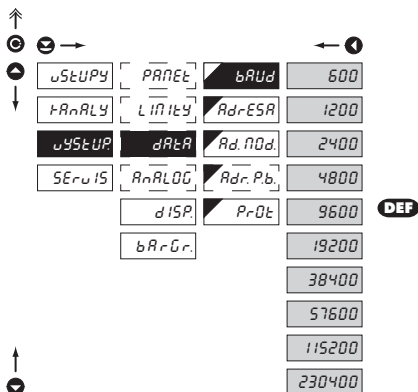 vSTUPY PAMEt bAUd 600
KANALY LIMITY AdrESA 1200
vYSTUP. dAtA Ad. MOd. 2400
SErvIS ANALOG Adr. P.b. 4800
dISP. PrOt 9600 DEF
bArGr. 19200
38400
57600
115200
230400